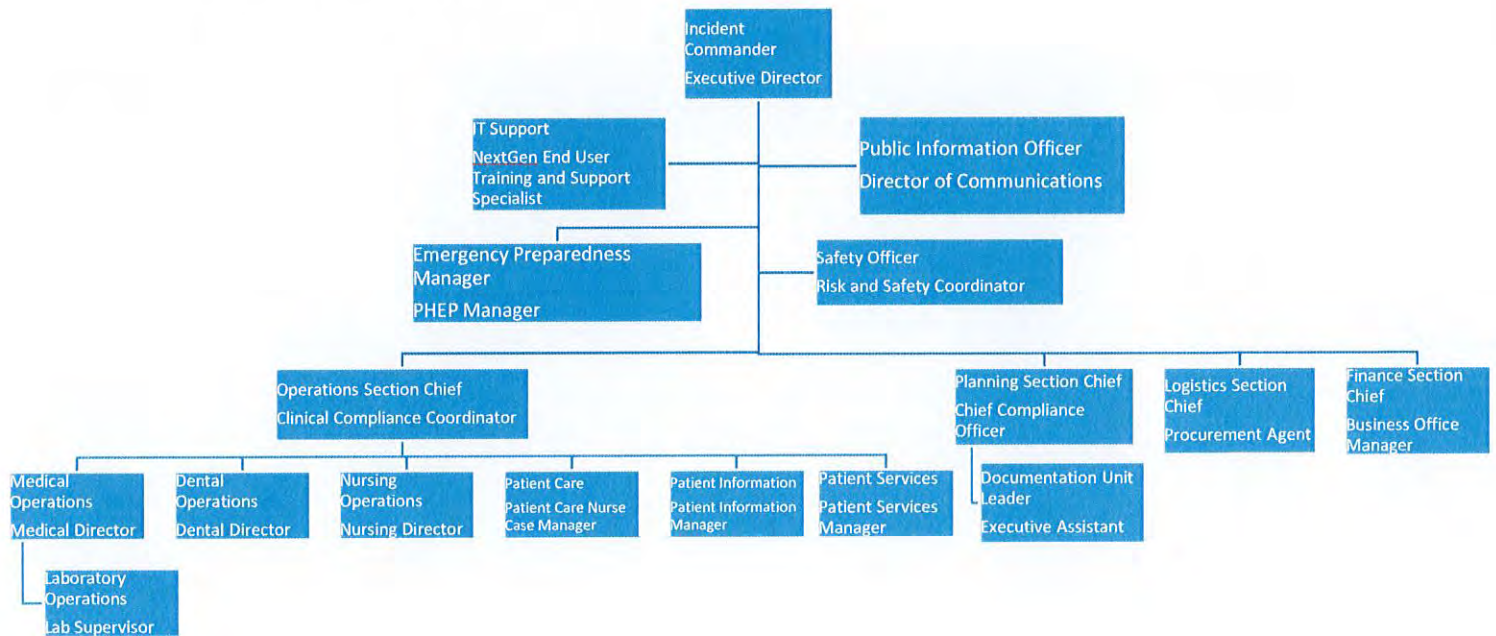 Incident
Commander
Executive Director
IT Support
NextGen End User
Training and Support
Specialist
Public Information Officer
Director of Communications
Emergency Preparedness
Manager
PHEP Manager
Safety Officer
Risk and Safety Coordinator
Operations Section Chief
Clinical Compliance Coordinator
Planning Section Chief
Chief Compliance
Officer
Logistics Section
Chief
Procurement Agent
Finance Section
Chief
Business Office
Manager
Medical
Operations
Medical Director
Dental
Operations
Dental Director
Nursing
Operations
Nursing Director
Patient Care
Patient Care Nurse
Case Manager
Patient Information
Patient Information
Manager
Patient Services
Patient Services
Manager
Documentation Unit
Leader
Executive Assistant
Laboratory
Operations
Lab Supervisor